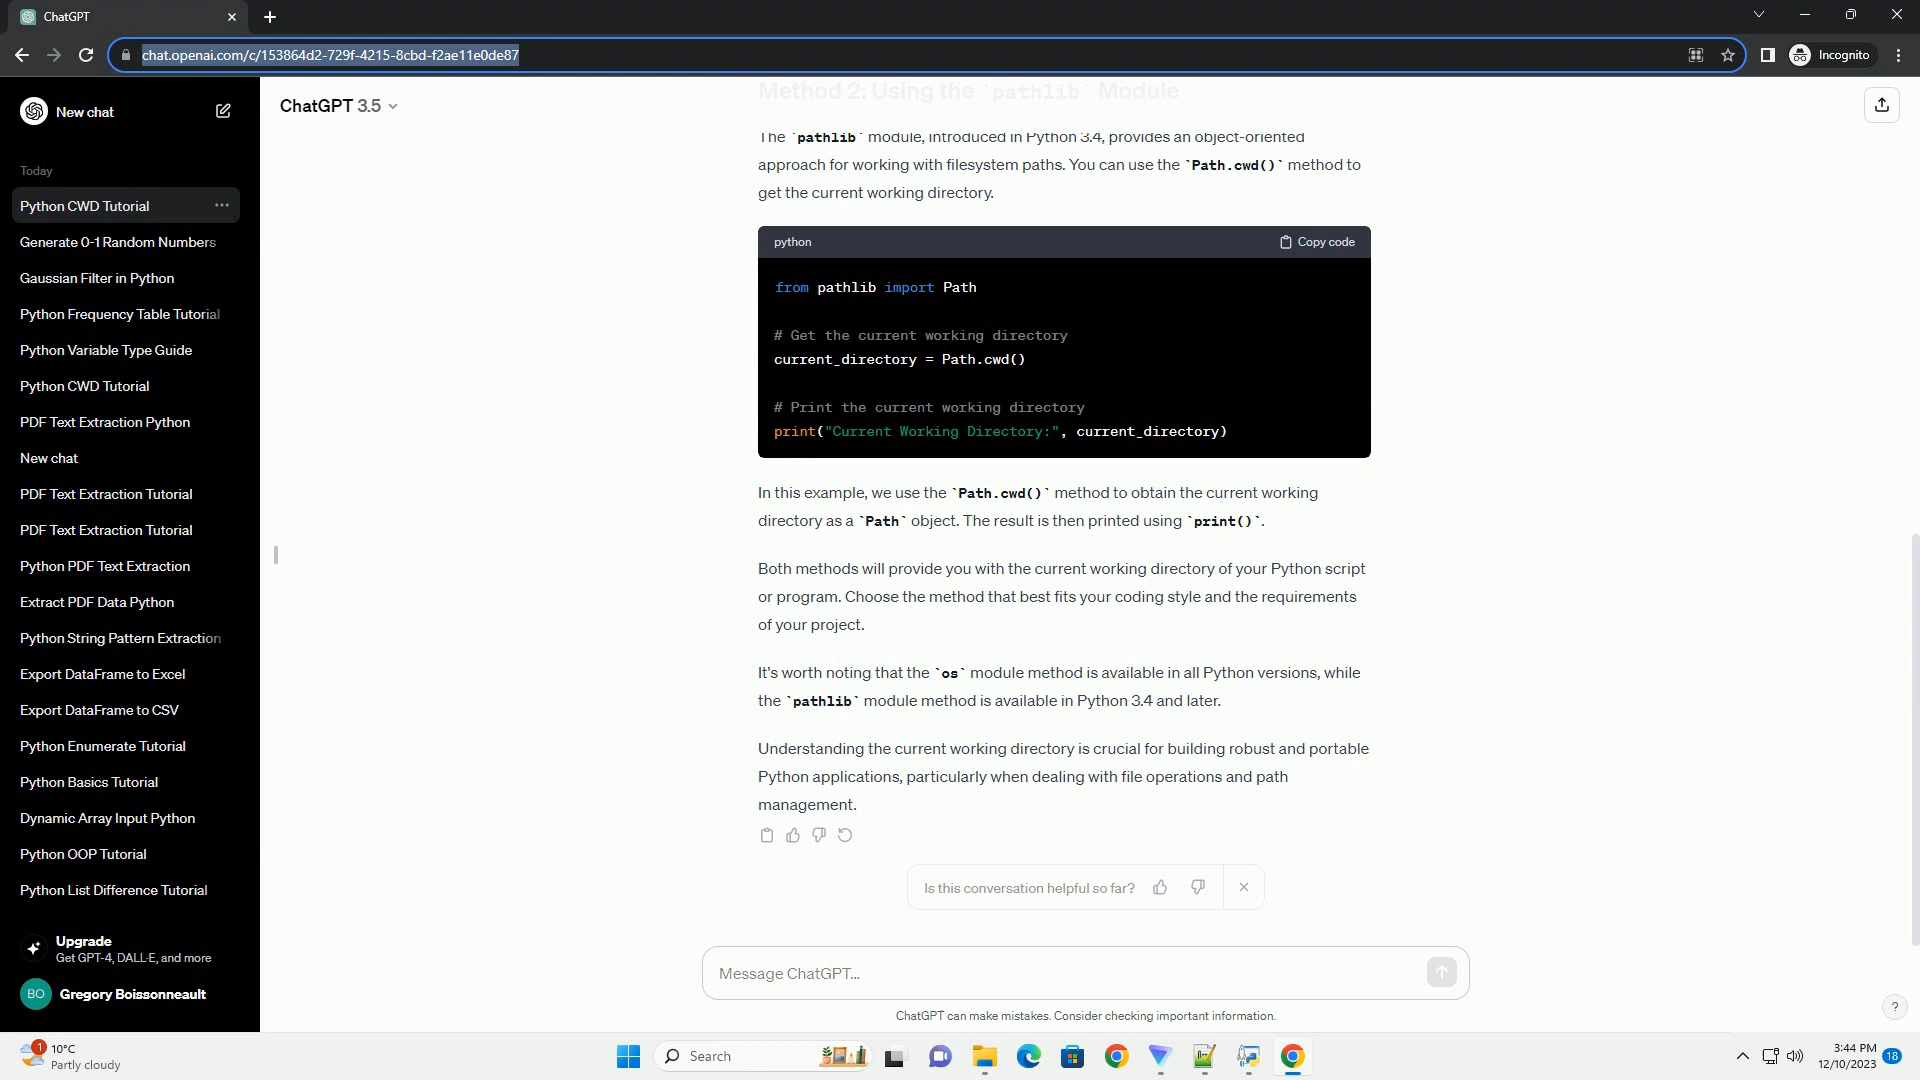 ChatGPT
chat.openai.com/c/153864d2-729f-4215-8cbd-f2ae11e0de87
Incognito
New chat
Today
Python CWD Tutorial
Generate 0-1 Random Numbers
Gaussian Filter in Python
Python Frequency Table Tutorial
Python Variable Type Guide
Python CWD Tutorial
PDF Text Extraction Python
New chat
PDF Text Extraction Tutorial
PDF Text Extraction Tutorial
Python PDF Text Extraction
Extract PDF Data Python
Python String Pattern Extraction
Export DataFrame to Excel
Export DataFrame to CSV
Python Enumerate Tutorial
Python Basics Tutorial
Dynamic Array Input Python
Python OOP Tutorial
Python List Difference Tutorial
Upgrade
Get GPT-4, DALL·E, and more
BO
Gregory Boissonneault
ChatGPT 3.5
Method 2: Using the `pathlib` Module
The `pathlib` module, introduced in Python 3.4, provides an object-oriented
approach for working with filesystem paths. You can use the `Path.cwd()` method to
get the current working directory.
python
Copy code
from pathlib import Path
# Get the current working directory
current_directory = Path.cwd()
# Print the current working directory
print("Current Working Directory:", current_directory)
In this example, we use the `Path.cwd()` method to obtain the current working
directory as a `Path` object. The result is then printed using `print()`.
Both methods will provide you with the current working directory of your Python script
or program. Choose the method that best fits your coding style and the requirements
of your project.
It's worth noting that the `os` module method is available in all Python versions, while
the `pathlib` module method is available in Python 3.4 and later.
Understanding the current working directory is crucial for building robust and portable
Python applications, particularly when dealing with file operations and path
management.
Is this conversation helpful so far?
Message ChatGPT...
ChatGPT can make mistakes. Consider checking important information.
?
1
10°C
Partly cloudy
Search
3:44 PM
12/10/2023
18